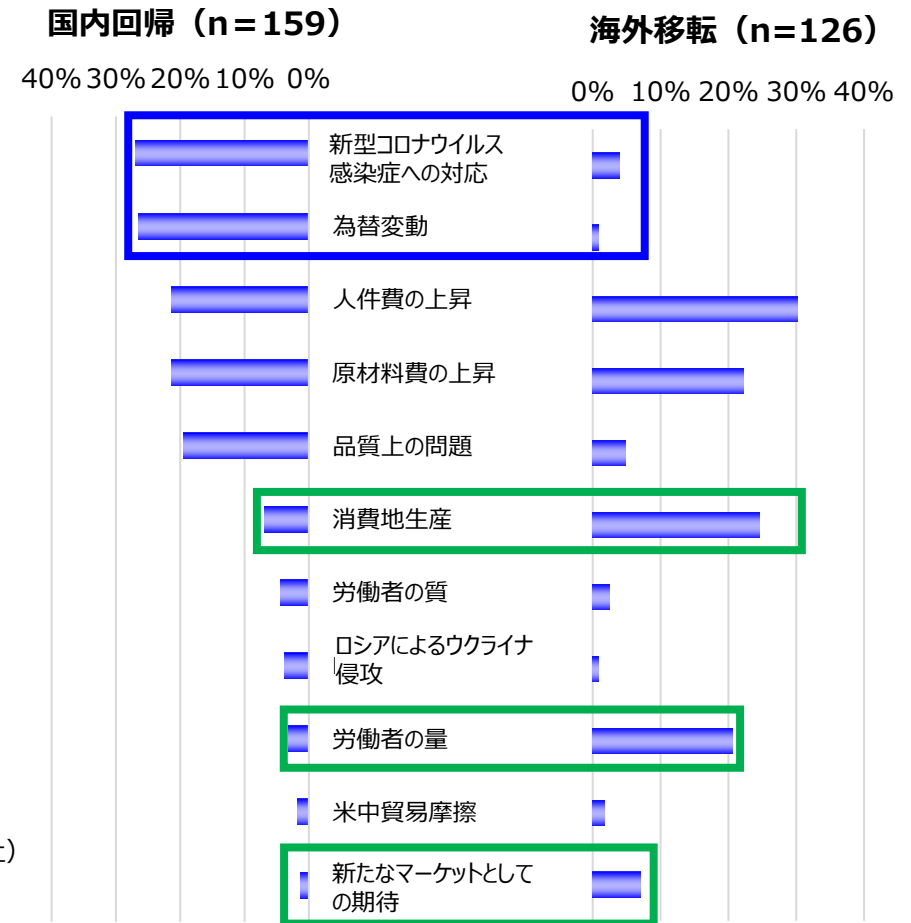 国内回帰（n＝159）
海外移転（n=126）
40% 30% 20% 10% 0%
0% 10% 20% 30% 40%
新型コロナウイルス
感染症への対応
為替変動
人件費の上昇
原材料費の上昇
品質上の問題
消費地生産
労働者の質
ロシアによるウクライナ
侵攻
労働者の量
米中貿易摩擦
新たなマーケットとして
の期待